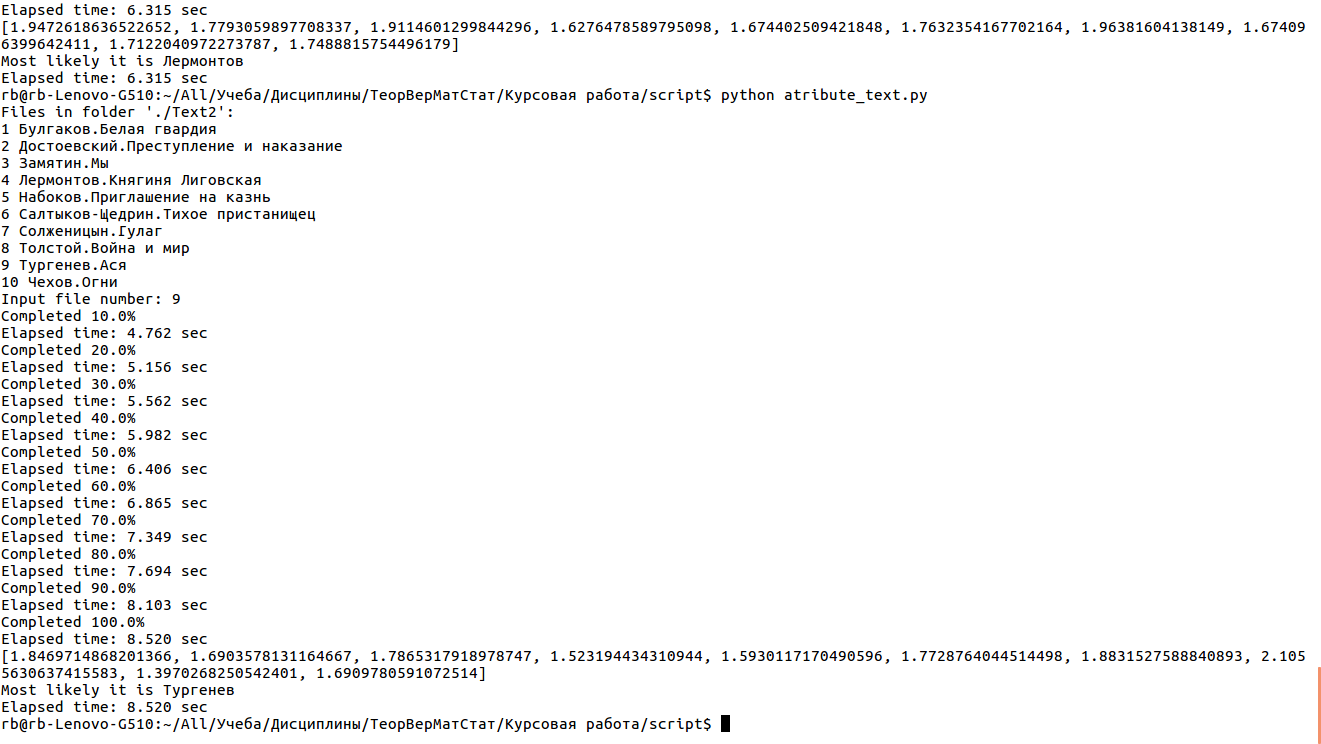 Elapsed time: 6.315 sec
[1.9472618636522652, 1.7793059897708337, 1.9114601299844296, 1.6276478589795098, 1.674402509421848, 1.7632354167702164, 1.96381604138149, 1.67409
6399642411, 1.7122040972273787, 1.7488815754496179]
Most likely it is Лермонтов
Elapsed time: 6.315 sec
rb@rb-Lenovo-G510:~/All/Учеба/Дисциплины/ТеорВерМатСтат/Курсовая работа/script$ python atribute_text.py
Files in folder './Text2':
1 Булгаков.Белая гвардия
2 Достоевский.Преступление и наказание
3 Замятин.Мы
4 Лермонтов.Княгиня Лиговская
5 Набоков.Приглашение на казнь
6 Салтыков-Щедрин.Тихое пристанищец
7 Солженицын.Гулаг
8 Толстой.Война и мир
9 Тургенев.Ася
10 Чехов.Огни
Input file number: 9
Completed 10.0%
Elapsed time: 4.762 sec
Completed 20.0%
Elapsed time: 5.156 sec
Completed 30.0%
Elapsed time: 5.562 sec
Completed 40.0%
Elapsed time: 5.982 sec
Completed 50.0%
Elapsed time: 6.406 sec
Completed 60.0%
Elapsed time: 6.865 sec
Completed 70.0%
Elapsed time: 7.349 sec
Completed 80.0%
Elapsed time: 7.694 sec
Completed 90.0%
Elapsed time: 8.103 sec
Completed 100.0%
Elapsed time: 8.520 sec
[1.8469714868201366, 1.6903578131164667, 1.7865317918978747, 1.523194434310944, 1.5930117170490596, 1.7728764044514498, 1.8831527588840893, 2.105
5630637415583, 1.3970268250542401, 1.6909780591072514]
Most likely it is Тургенев
Elapsed time: 8.520 sec
rb@rb-Lenovo-G510:~/All/Учеба/Дисциплины/ТеорВерМатСтат/Курсовая работа/script$